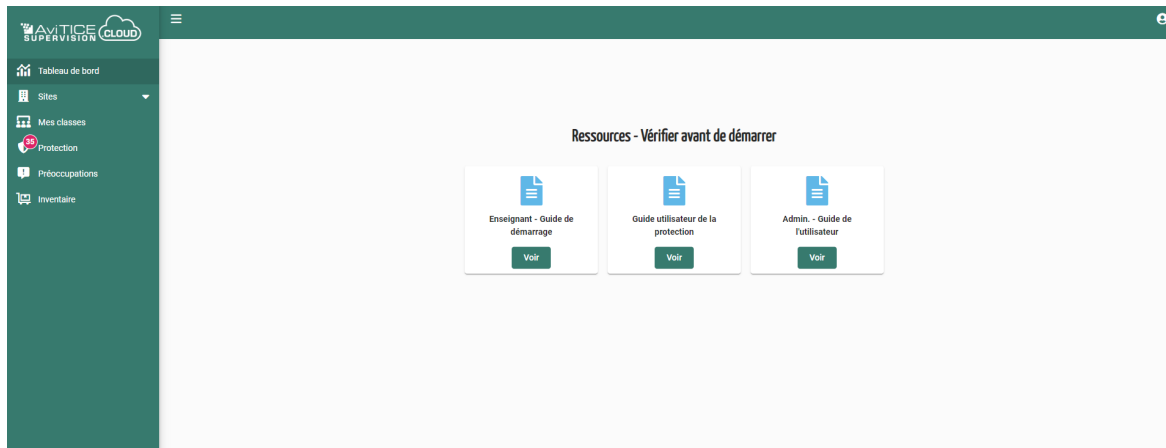 AViTICE
SUPERVISION CLOUD
Tableau de bord
Sites
Mes classes
35
Protection
Préoccupations
Inventaire
Ressources - Vérifier avant de démarrer
Enseignant - Guide de
démarrage
Voir
Guide utilisateur de la
protection
Voir
Admin. - Guide de
l'utilisateur
Voir